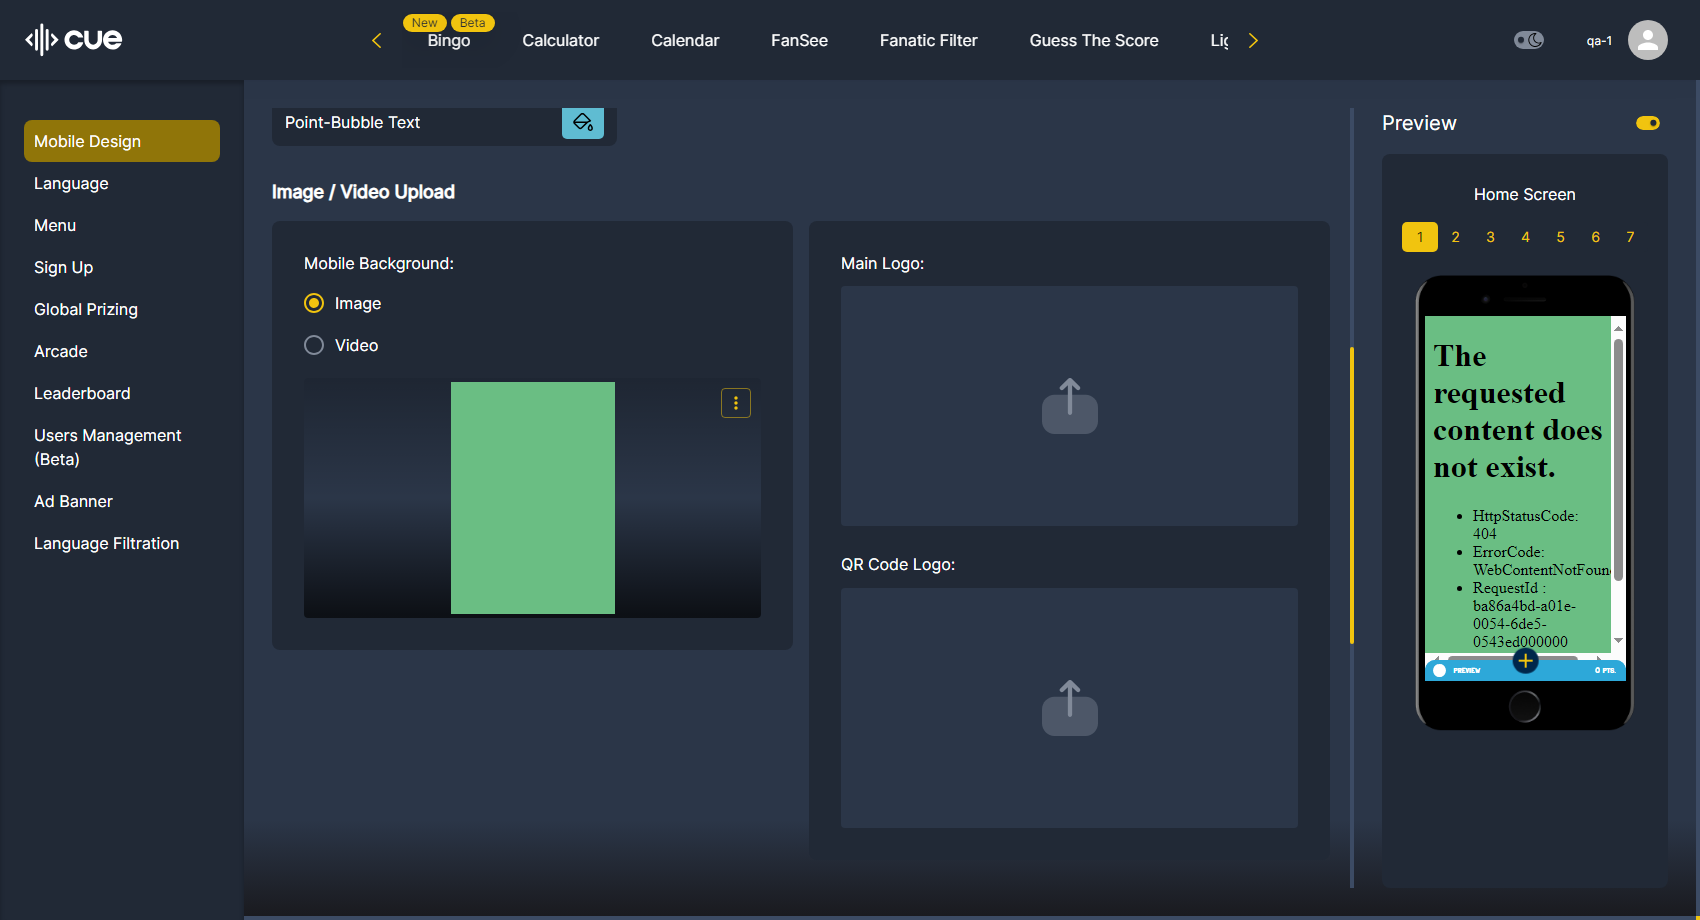 cue
New
Beta
Bingo
Calculator
Calendar
FanSee
Fanatic Filter
Guess The Score
qa-1
Mobile Design
Language
Menu
Sign Up
Global Prizing
Arcade
Leaderboard
Users Management
(Beta)
Ad Banner
Language Filtration
Point-Bubble Text
Image / Video Upload
Mobile Background:
Image
Video
Main Logo:
QR Code Logo:
Preview
Home Screen
1 2 3 4 5 6 7
The
requested
content does
not exist.
HttpStatusCode:
404
ErrorCode:
RequestId :
ba86a4bd-a01e-
0054-6de5-
0543ed000000
PREVIEW
0 PTS.